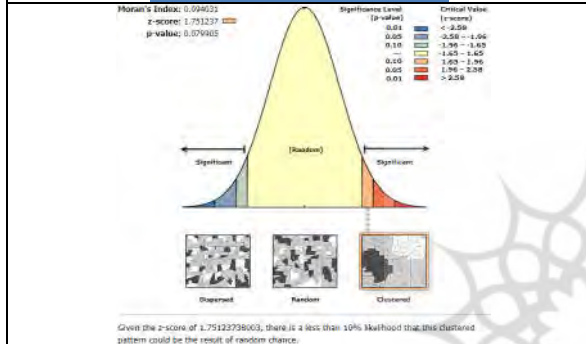 Moran's Index: 0.094031
z-score: 1.751237
p-value: 0.079905
Significance Level
(p-value)
Critical Value
(z-score)
0.01 < -2.58
0.05 -2.58 - -1.96
0.10 -1.96 - -1.65
--- -1.65 - 1.65
0.10 1.65 - 1.96
0.05 1.96 - 2.58
0.01 > 2.58
(Random)
Significant Significant
Dispersed Random Clustered
Given the z-score of 1.75123738003, there is a less than 10% likelihood that this clustered
pattern could be the result of random chance.